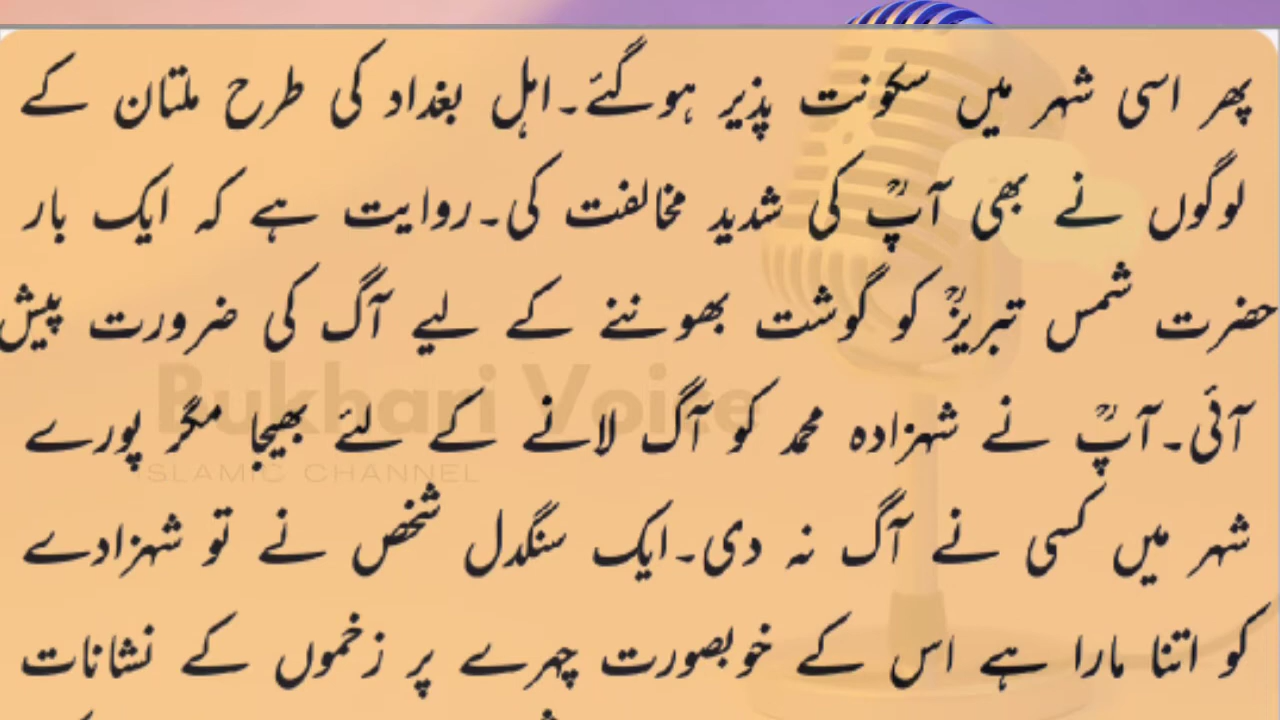 پھر اسی شہر میں سکونت پذیر ہوگئے۔اہل بغداد کی طرح ملتان کے
لوگوں نے بھی آپؒ کی شدید مخالفت کی۔روایت ہے کہ ایک بار
حضرت شمس تبریزؒ کو گوشت بھوننے کے لیے آگ کی ضرورت پیش
آئی۔آپؒ نے شہزادہ محمد کو آگ لانے کے لئے بھیجا مگر پورے
شہر میں کسی نے آگ نہ دی۔ایک سنگدل شخص نے تو شہزادے
کو اتنا مارا ہے اس کے خوبصورت چہرے پر زخموں کے نشانات
Bukhari Voice
ISLAMIC CHANNEL